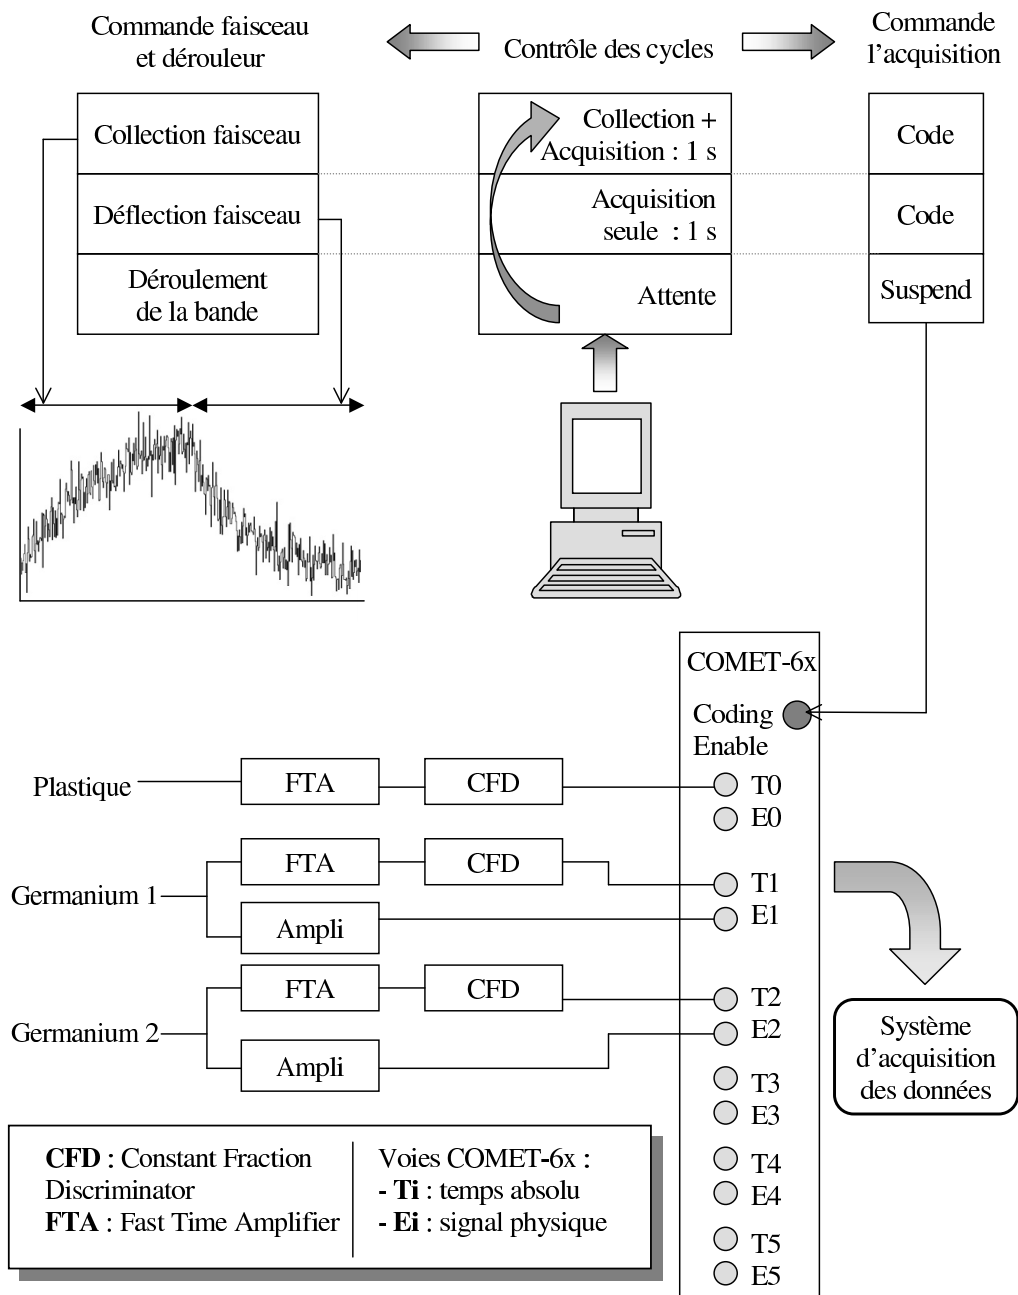 Commande faisceau
et dérouleur
Contrôle des cycles
Commande
l'acquisition
Collection faisceau
Déflection faisceau
Déroulement
de la bande
Collection +
Acquisition : 1 s
Acquisition
seule : 1 s
Attente
Code
Code
Suspend
COMET-6x
Coding
Enable
Plastique
FTA
CFD
T0
E0
Germanium 1
FTA
CFD
Ampli
T1
E1
Germanium 2
FTA
CFD
Ampli
T2
E2
T3
E3
T4
E4
T5
E5
Système
d'acquisition
des données
CFD : Constant Fraction
Discriminator
FTA : Fast Time Amplifier
Voies COMET-6x :
- Ti : temps absolu
- Ei : signal physique